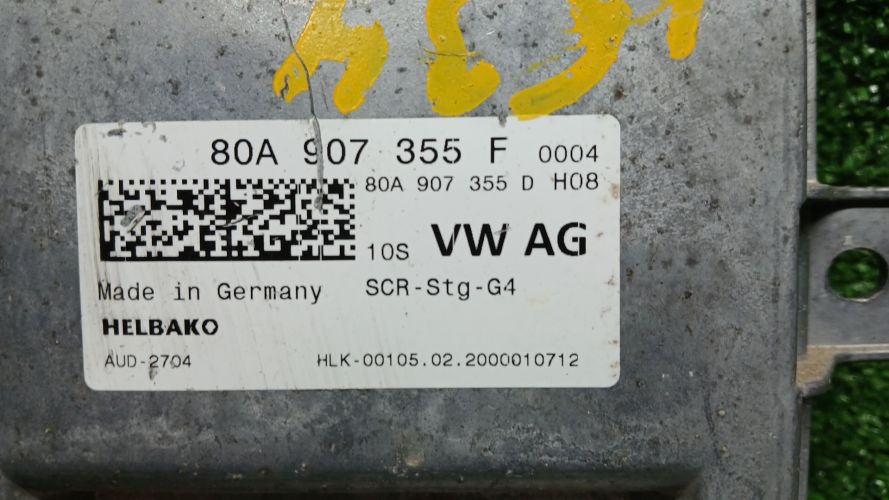 80A 907 355 F 0004
80A 907 355 D H08
10S VW AG
Made in Germany SCR-Stg-G4
HELBAKO
AUD-2704 HLK-00105.02.2000010712